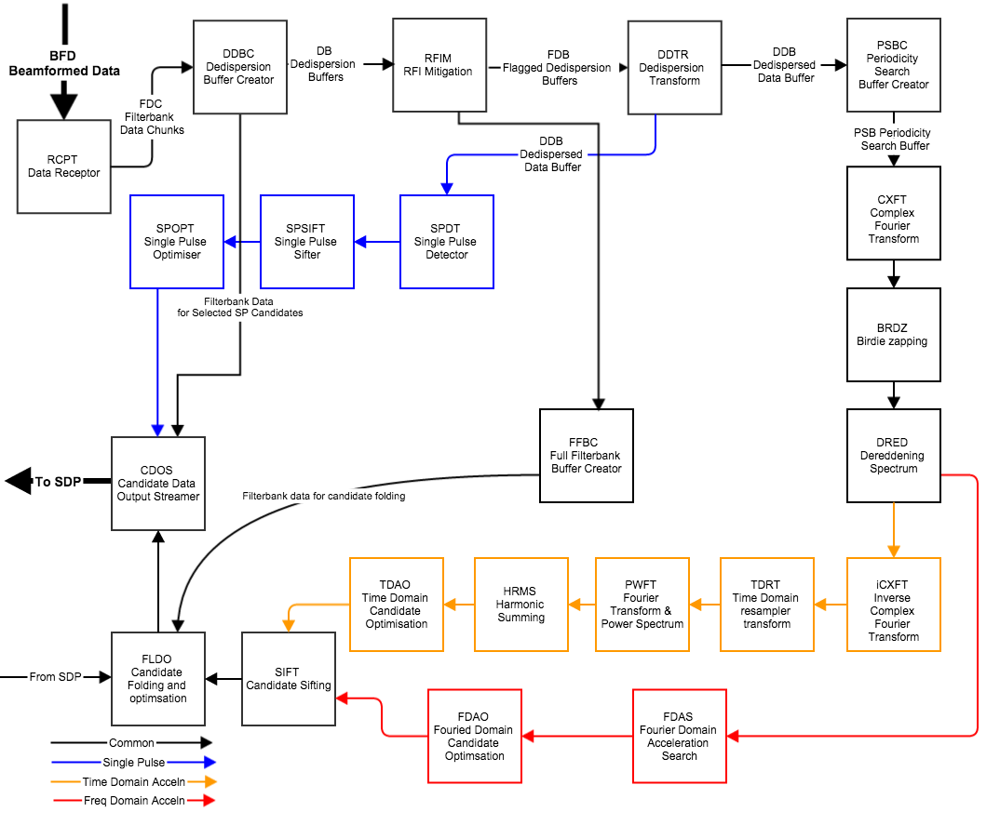 BFD
Beamformed Data
RCPT
Data Receptor
FDC
Filterbank
Data Chunks
DDBC
Dedispersion
Buffer Creator
DB
Dedispersion
Buffers
RFIM
RFI Mitigation
FDB
Flagged Dedispersion
Buffers
DDTR
Dedispersion
Transform
DDB
Dedispersed
Data Buffer
PSBC
Periodicity
Search
Buffer Creator
PSB Periodicity
Search Buffer
CXFT
Complex
Fourier
Transform
BRDZ
Birdie zapping
DRED
Dereddening
Spectrum
DDB
Dedispersed
Data Buffer
SPDT
Single Pulse
Detector
SPSIFT
Single Pulse
Sifter
SPOPT
Single Pulse
Optimiser
Filterbank Data
for Selected SP Candidates
FFBC
Full Filterbank
Buffer Creator
Filterbank data for candidate folding
CDOS
Candidate Data
Output Streamer
To SDP
iCXFT
Inverse
Complex
Fourier
Transform
TDRT
Time Domain
resampler
transform
PWFT
Fourier
Transform &
Power Spectrum
HRMS
Harmonic
Summing
TDAO
Time Domain
Candidate
Optimisation
SIFT
Candidate Sifting
FLDO
Candidate
Folding and
optimsation
From SDP
FDAO
Fouried Domain
Candidate
Optimsation
FDAS
Fourier Domain
Acceleration
Search
Common
Single Pulse
Time Domain Acceln
Freq Domain Acceln